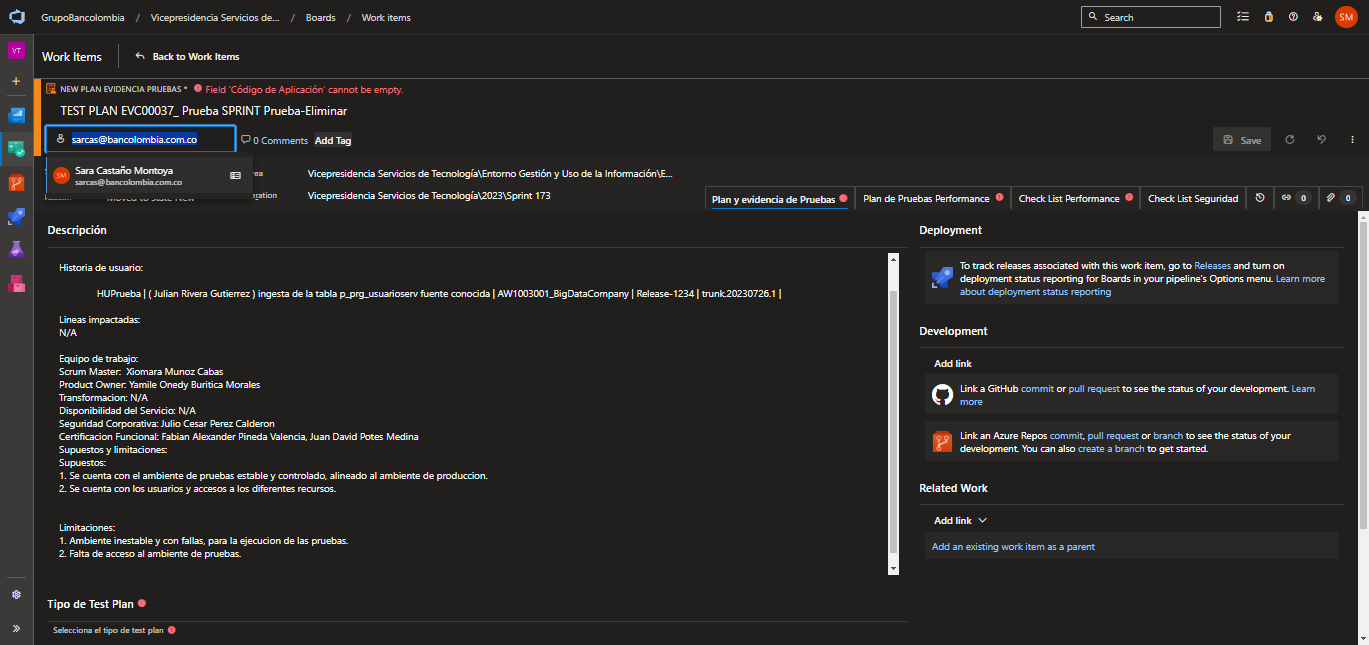 GrupoBancolombia / Vicepresidencia Servicios de... / Boards / Work items
Search
SM
VT
Work Items
Back to Work Items
NEW PLAN EVIDENCIA PRUEBAS * Field 'Código de Aplicación' cannot be empty.
TEST PLAN EVC00037_ Prueba SPRINT Prueba-Eliminar
sarcas@bancolombia.com.co
0 Comments
Add Tag
Save
SM
Sara Castaño Montoya
sarcas@bancolombia.com.co
Vicepresidencia Servicios de Tecnología\Entorno Gestión y Uso de la Información\E...
Moved to state New
Vicepresidencia Servicios de Tecnología\2023\Sprint 173
Plan y evidencia de Pruebas
Plan de Pruebas Performance
Check List Performance
Check List Seguridad
0
0
Descripción
Historia de usuario:
HUPrueba | ( Julian Rivera Gutierrez ) ingesta de la tabla p_prg_usuarioserv fuente conocida | AW1003001_BigDataCompany | Release-1234 | trunk.20230726.1 |
Lineas impactadas:
N/A
Equipo de trabajo:
Scrum Master:  Xiomara Munoz Cabas
Product Owner: Yamile Onedy Buritica Morales
Transformacion: N/A
Disponibilidad del Servicio: N/A
Seguridad Corporativa: Julio Cesar Perez Calderon
Certificacion Funcional: Fabian Alexander Pineda Valencia, Juan David Potes Medina
Supuestos y limitaciones:
Supuestos:
1. Se cuenta con el ambiente de pruebas estable y controlado, alineado al ambiente de produccion.
2. Se cuenta con los usuarios y accesos a los diferentes recursos.
Limitaciones:
1. Ambiente inestable y con fallas, para la ejecucion de las pruebas.
2. Falta de acceso al ambiente de pruebas.
Tipo de Test Plan
Selecciona el tipo de test plan
Deployment
To track releases associated with this work item, go to Releases and turn on
deployment status reporting for Boards in your pipeline's Options menu. Learn more
about deployment status reporting
Development
Add link
Link a GitHub commit or pull request to see the status of your development. Learn
more
Link an Azure Repos commit, pull request or branch to see the status of your
development. You can also create a branch to get started.
Related Work
Add link
Add an existing work item as a parent